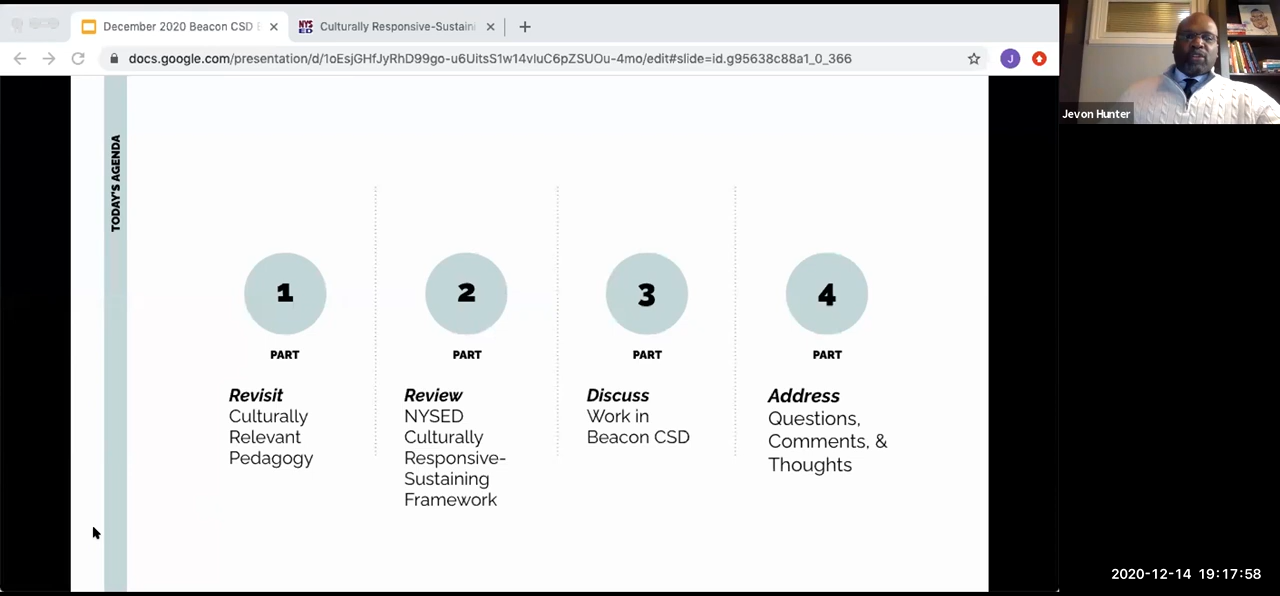 December 2020 Beacon CSD
Culturally Responsive-Sustain
docs.google.com/presentation/d/1oEsjGHfJyRhD99go-u6UitsS1w14vluC6pZSUOu-4mo/edit#slide=id.g95638c88a1_0_366
J
Jevon Hunter
TODAY'S AGENDA
1
PART
Revisit
Culturally
Relevant
Pedagogy
2
PART
Review
NYSED
Culturally
Responsive-
Sustaining
Framework
3
PART
Discuss
Work in
Beacon CSD
4
PART
Address
Questions,
Comments, &
Thoughts
2020-12-14 19:17:58